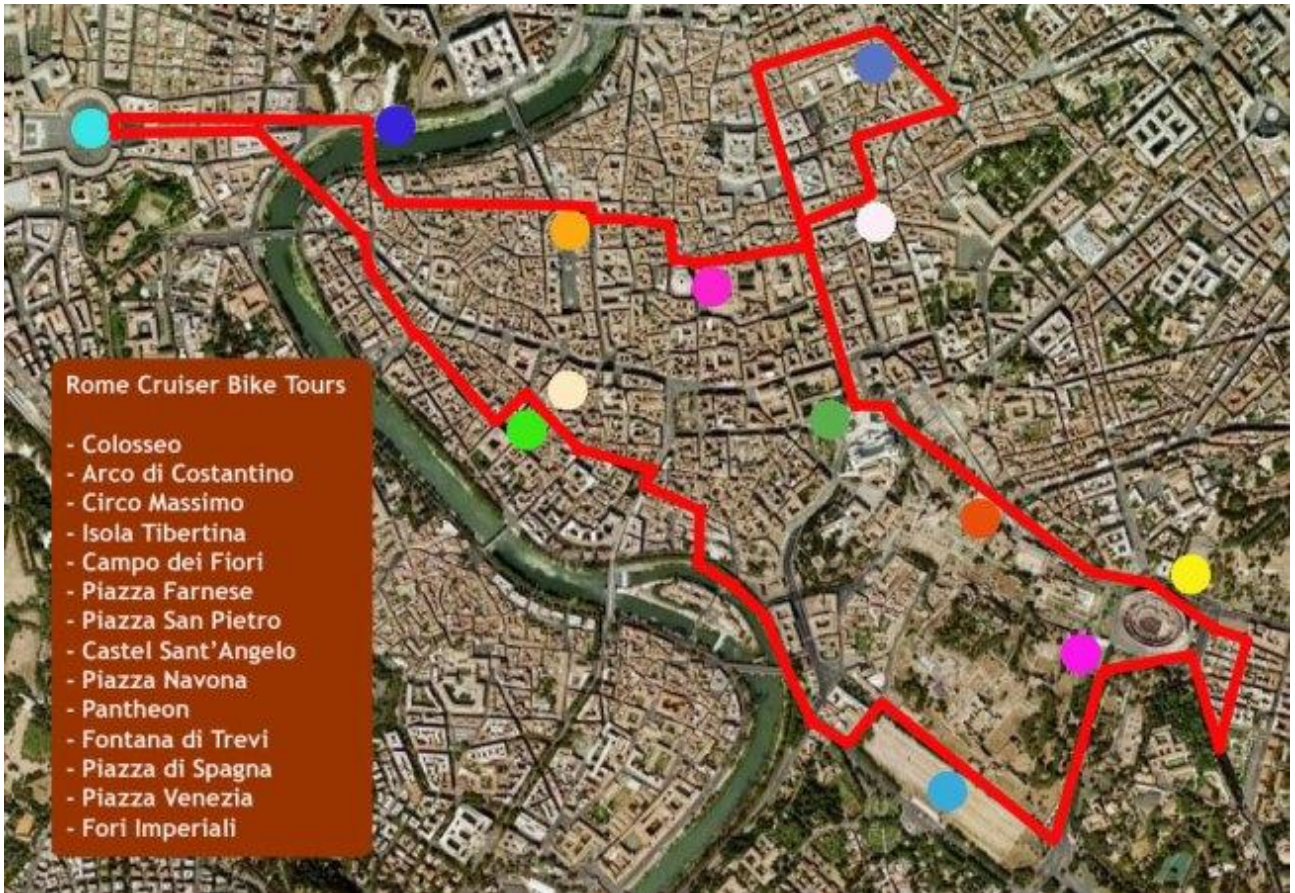 Rome Cruiser Bike Tours
- Colosseo
- Arco di Costantino
- Circo Massimo
- Isola Tibertina
- Campo dei Fiori
- Piazza Farnese
- Piazza San Pietro
- Castel Sant'Angelo
- Piazza Navona
- Pantheon
- Fontana di Trevi
- Piazza di Spagna
- Piazza Venezia
- Fori Imperiali